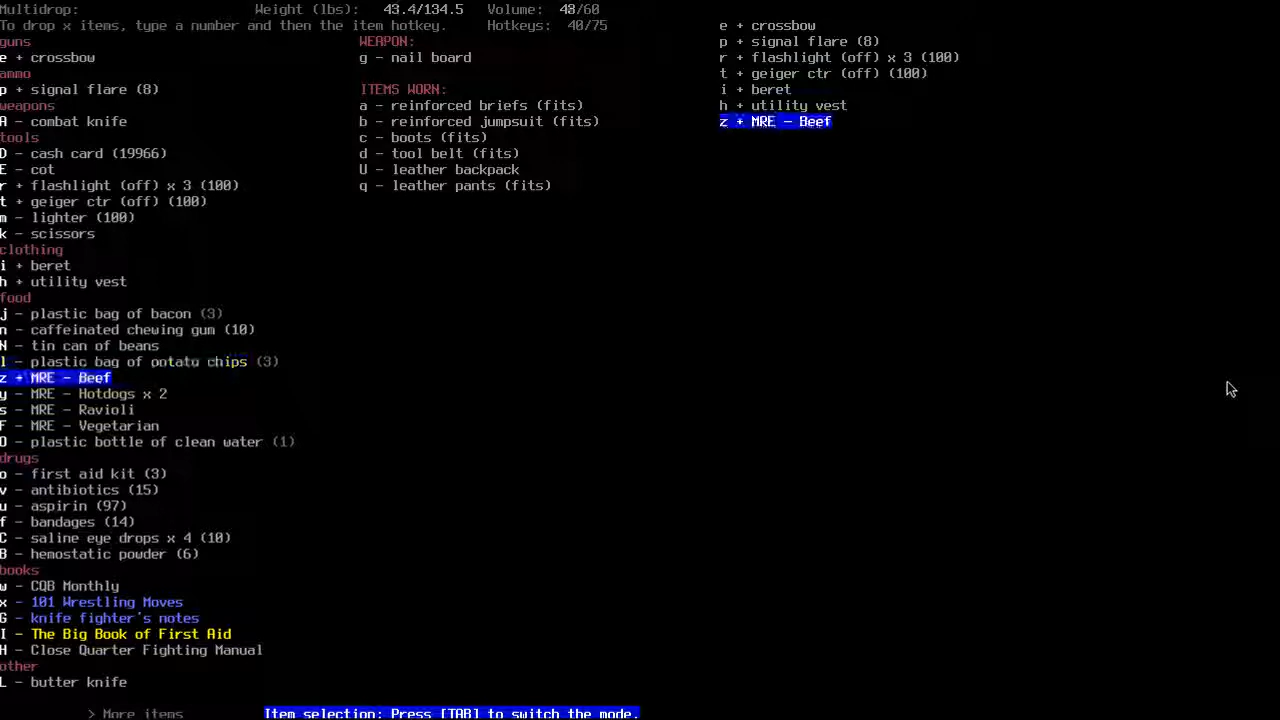 Multidrop: Weight (lbs): 43.4/134.5 Volume: 48/60
To drop x items, type a number and then the item hotkey. Hotkeys: 40/75
guns
e + crossbow
ammo
p + signal flare (8)
weapons
A - combat knife
tools
D - cash card (19966)
E - cot
r + flashlight (off) x 3 (100)
t + geiger ctr (off) (100)
m - lighter (100)
k - scissors
clothing
i + beret
h + utility vest
food
j - plastic bag of bacon (3)
n - caffeinated chewing gum (10)
N - tin can of beans
l - plastic bag of potato chips (3)
z + MRE - Beef
y - MRE - Hotdogs x 2
s - MRE - Ravioli
F - MRE - Vegetarian
O - plastic bottle of clean water (1)
drugs
o - first aid kit (3)
v - antibiotics (15)
u - aspirin (97)
f - bandages (14)
C - saline eye drops x 4 (10)
B - hemostatic powder (6)
books
w - CQB Monthly
x - 101 Wrestling Moves
G - knife fighter's notes
I - The Big Book of First Aid
H - Close Quarter Fighting Manual
other
L - butter knife
> More items
WEAPON:
g - nail board
ITEMS WORN:
a - reinforced briefs (fits)
b - reinforced jumpsuit (fits)
c - boots (fits)
d - tool belt (fits)
U - leather backpack
q - leather pants (fits)
e + crossbow
p + signal flare (8)
r + flashlight (off) x 3 (100)
t + geiger ctr (off) (100)
i + beret
h + utility vest
z + MRE - Beef
Item selection: Press [TAB] to switch the mode.